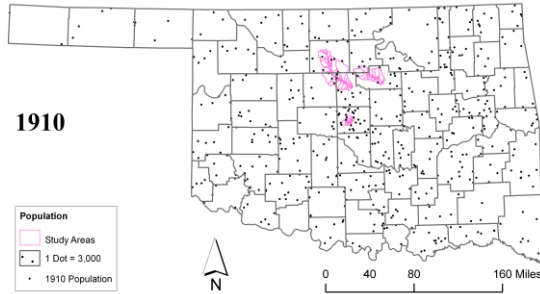 1910
Population
Study Areas
1 Dot = 3,000
1910 Population
N
0 40 80 160 Miles